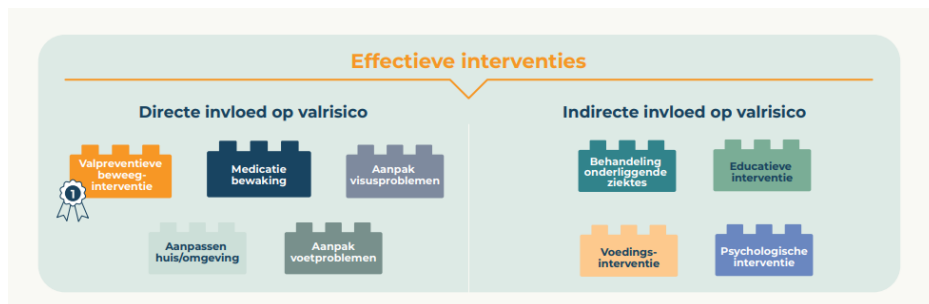 Effectieve interventies
Directe invloed op valrisico
Valpreventieve
beweeg-
interventie
1
Medicatie
bewaking
Aanpak
visusproblemen
Aanpassen
huis/omgeving
Aanpak
voetproblemen
Indirecte invloed op valrisico
Behandeling
onderliggende
ziektes
Educatieve
interventie
Voedings-
interventie
Psychologische
interventie